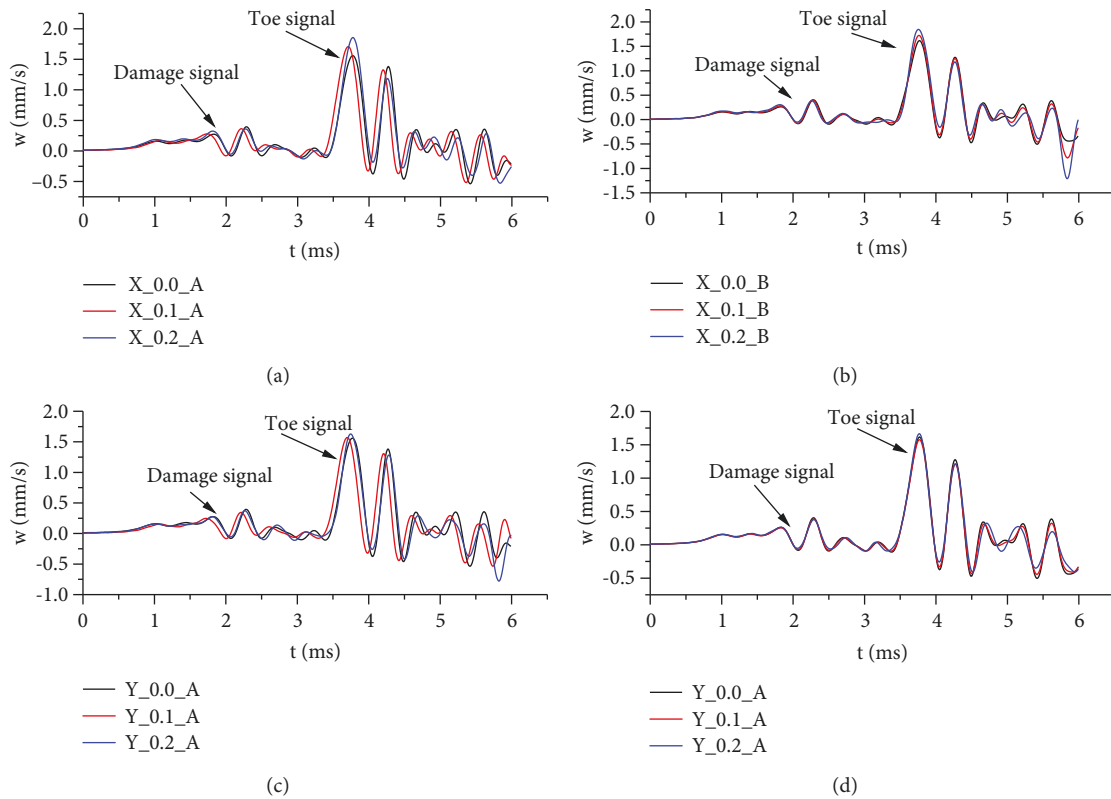 2.0
1.5
1.0
0.5
0.0
–0.5
w (mm/s)
Toe signal
Damage signal
0 1 2 3 4 5 6
t (ms)
X_0.0_A
X_0.1_A
X_0.2_A
(a)
2.0
1.5
1.0
0.5
0.0
-0.5
-1.0
-1.5
w (mm/s)
Toe signal
Damage signal
0 1 2 3 4 5 6
t (ms)
X_0.0_B
X_0.1_B
X_0.2_B
(b)
2.0
1.5
1.0
0.5
0.0
-0.5
-1.0
w (mm/s)
Toe signal
Damage signal
0 1 2 3 4 5 6
t (ms)
Y_0.0_A
Y_0.1_A
Y_0.2_A
(c)
2.0
1.5
1.0
0.5
0.0
-0.5
w (mm/s)
Toe signal
Damage signal
0 1 2 3 4 5 6
t (ms)
Y_0.0_A
Y_0.1_A
Y_0.2_A
(d)